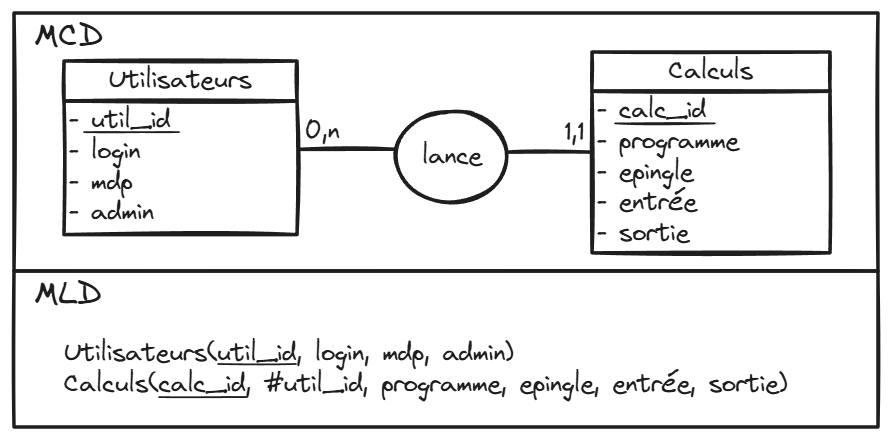 MCD
Utilisateurs
- util_id
- login
- mdp
- admin
0,n
lance
1,1
Calculs
- calc_id
- programme
- epingle
- entrée
- sortie
MLD
Utilisateurs(util_id, login, mdp, admin)
Calculs(calc_id, #util_id, programme, epingle, entrée, sortie)